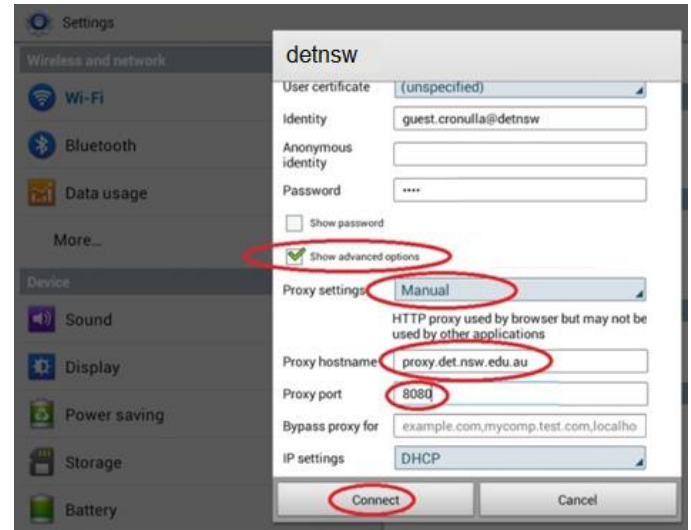 Settings
Wireless and network
Wi-Fi
Bluetooth
Data usage
More...
Device
Sound
Display
Power saving
Storage
Battery
detnsw
User certificate (unspecified)
Identity guest.cronulla@detnsw
Anonymous
identity
Password ••••
Show password
Show advanced options
Proxy settings Manual
HTTP proxy used by browser but may not be
used by other applications
Proxy hostname proxy.det.nsw.edu.au
Proxy port 8080
Bypass proxy for example.com,mycomp.test.com,localho
IP settings DHCP
Connect Cancel